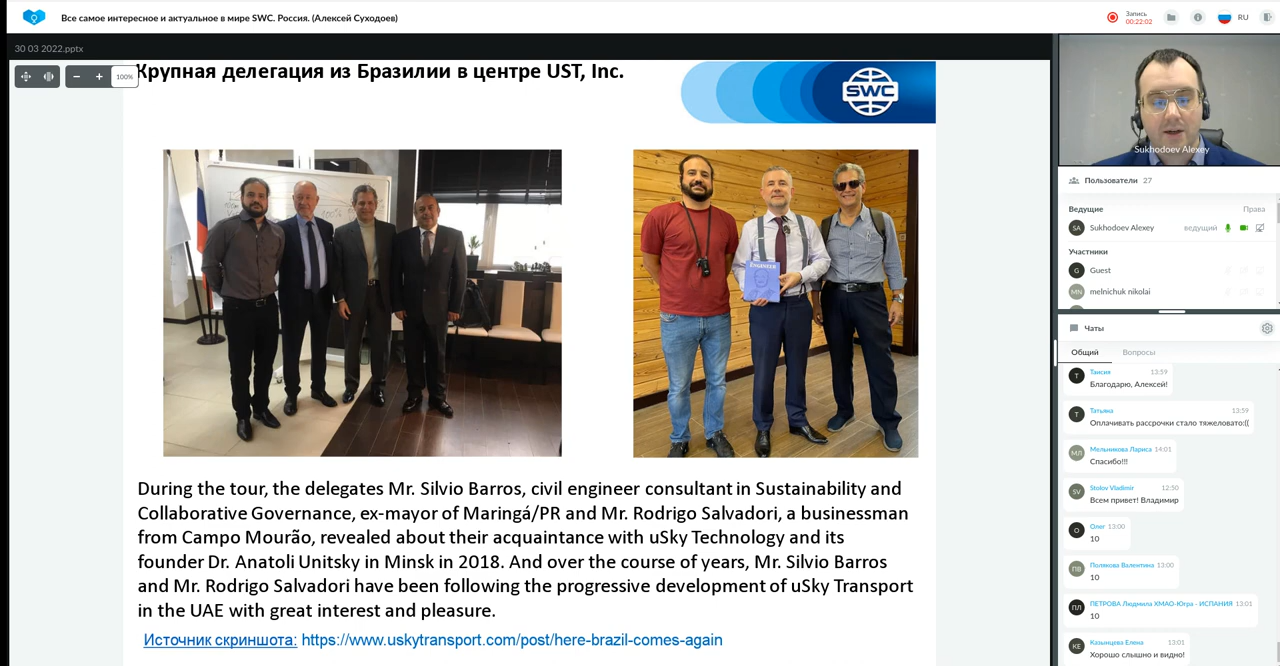 Все самое интересное и актуальное в мире SWC. Россия. (Алексей Суходоев)
Запись
00:22:02
RU
30 03 2022.pptx
100%
Крупная делегация из Бразилии в центре UST, Inc.
SWC
ENGINEER
During the tour, the delegates Mr. Silvio Barros, civil engineer consultant in Sustainability and
Collaborative Governance, ex-mayor of Maringá/PR and Mr. Rodrigo Salvadori, a businessman
from Campo Mourão, revealed about their acquaintance with uSky Technology and its
founder Dr. Anatoli Unitsky in Minsk in 2018. And over the course of years, Mr. Silvio Barros
and Mr. Rodrigo Salvadori have been following the progressive development of uSky Transport
in the UAE with great interest and pleasure.
Источник скриншота: https://www.uskytransport.com/post/here-brazil-comes-again
Sukhodoev Alexey
Пользователи 27
Ведущие Права
SA Sukhodoev Alexey ведущий
Участники
G Guest
MN melnichuk nikolai
Чаты
Общий Вопросы
Т Таисия 13:59
Благодарю, Алексей!
Т Татьяна 13:59
Оплачивать рассрочки стало тяжеловато:((
МЛ Мельникова Лариса 14:01
Спасибо!!!
SV Stolov Vladimir 12:50
Всем привет! Владимир
О Олег 13:00
10
ПВ Полякова Валентина 13:00
10
ПЛ ПЕТРОВА Людмила ХМАО-Югра - ИСПАНИЯ 13:01
10
КЕ Казынцева Елена 13:01
Хорошо слышно и видно!